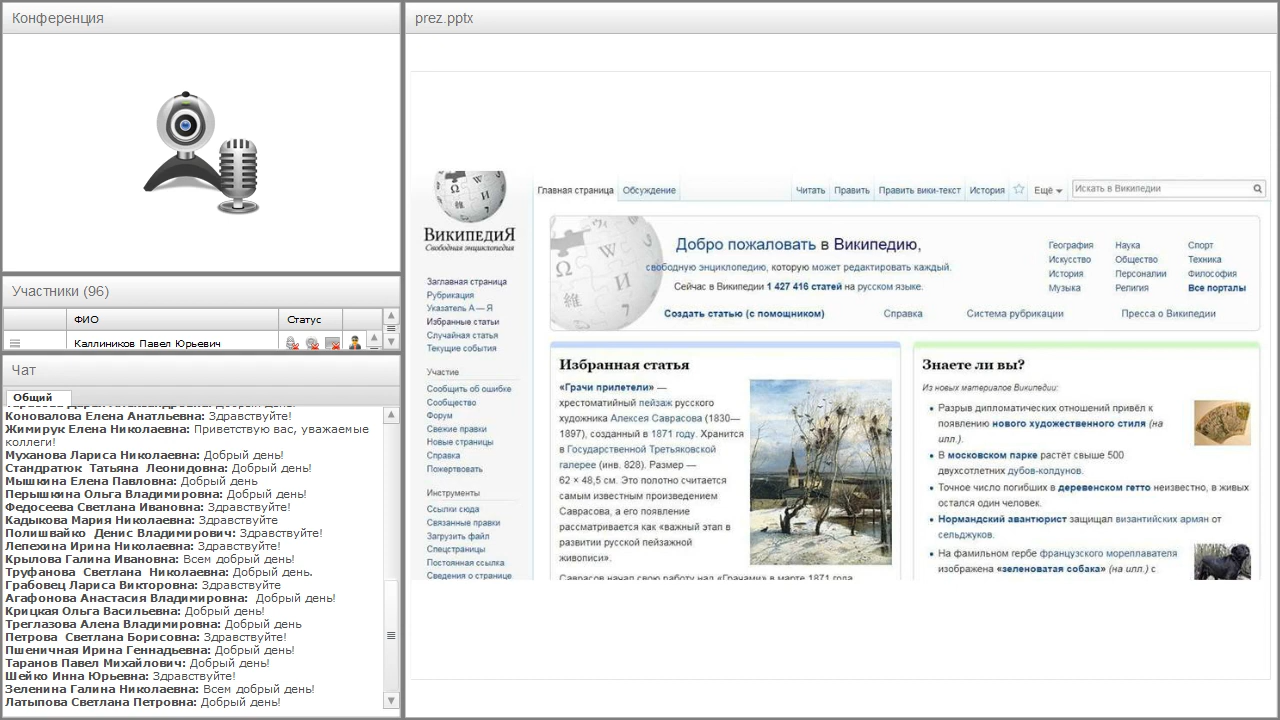 Конференция
Участники (96)
ФИО
Статус
Каллиников Павел Юрьевич
Чат
Общий
Коновалова Елена Анатльевна: Здравствуйте!
Жимирук Елена Николаевна: Приветствую вас, уважаемые
коллеги!
Муханова Лариса Николаевна: Добрый день!
Стандратюк Татьяна Леонидовна: Добрый день!
Мышкина Елена Павловна: Добрый день
Перышкина Ольга Владимировна: Добрый день!
Федосеева Светлана Ивановна: Здравствуйте!
Кадыкова Мария Николаевна: Здравствуйте
Полишвайко Денис Владимирович: Здравствуйте!
Лепехина Ирина Николаевна: Здравствуйте!
Крылова Галина Ивановна: Всем добрый день!
Труфанова Светлана Николаевна: Добрый день.
Грабовец Лариса Викторовна: Здравствуйте
Агафонова Анастасия Владимировна: Добрый день!
Крицкая Ольга Васильевна: Добрый день!
Треглазова Алена Владимировна: Добрый день
Петрова Светлана Борисовна: Здравствуйте!
Пшеничная Ирина Геннадьевна: Добрый день!
Таранов Павел Михайлович: Добрый день!
Шейко Инна Юрьевна: Здравствуйте!
Зеленина Галина Николаевна: Всем добрый день!
Латыпова Светлана Петровна: Добрый день!
prez.pptx
ВикипедиЯ
Свободная энциклопедия
Заглавная страница
Рубрикация
Указатель А — Я
Избранные статьи
Случайная статья
Текущие события
Участие
Сообщить об ошибке
Сообщество
Форум
Свежие правки
Новые страницы
Справка
Пожертвовать
Инструменты
Ссылки сюда
Связанные правки
Загрузить файл
Спецстраницы
Постоянная ссылка
Сведения о странице
Главная страница Обсуждение Читать Править Править вики-текст История Ещё Искать в Википедии
Добро пожаловать в Википедию,
свободную энциклопедию, которую может редактировать каждый.
Сейчас в Википедии 1 427 416 статей на русском языке.
География Наука Спорт
Искусство Общество Техника
История Персоналии Философия
Музыка Религия Все порталы
Создать статью (с помощником) Справка Система рубрикации Пресса о Википедии
Избранная статья
«Грачи прилетели» —
хрестоматийный пейзаж русского
художника Алексея Саврасова (1830—
1897), созданный в 1871 году. Хранится
в Государственной Третьяковской
галерее (инв. 828). Размер —
62 × 48,5 см. Это полотно считается
самым известным произведением
Саврасова, а его появление
рассматривается как «важный этап в
развитии русской пейзажной
живописи».
Саврасов начал свою работу над «Грачами» в марте 1871 года
Знаете ли вы?
Из новых материалов Википедии:
Разрыв дипломатических отношений привёл к
появлению нового художественного стиля (на
илл.).
В московском парке растёт свыше 500
двухсотлетних дубов-колдунов.
Точное число погибших в деревенском гетто неизвестно, в живых
остался один человек.
Нормандский авантюрист защищал византийских армян от
сельджуков.
На фамильном гербе французского мореплавателя
изображена «зеленоватая собака» (на илл.) с